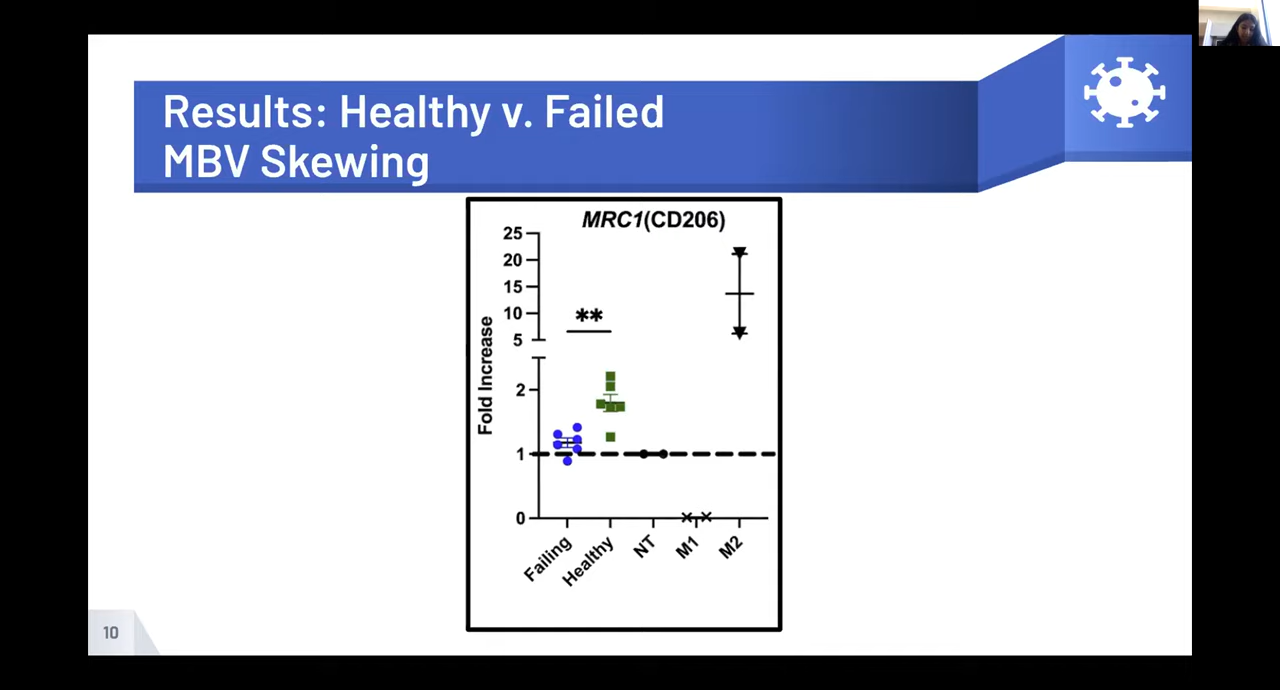 Results: Healthy v. Failed
MBV Skewing
MRC1(CD206)
25
20
15
10
5
2
1
0
Fold Increase
**
Failing
Healthy
NT
M1
M2
10